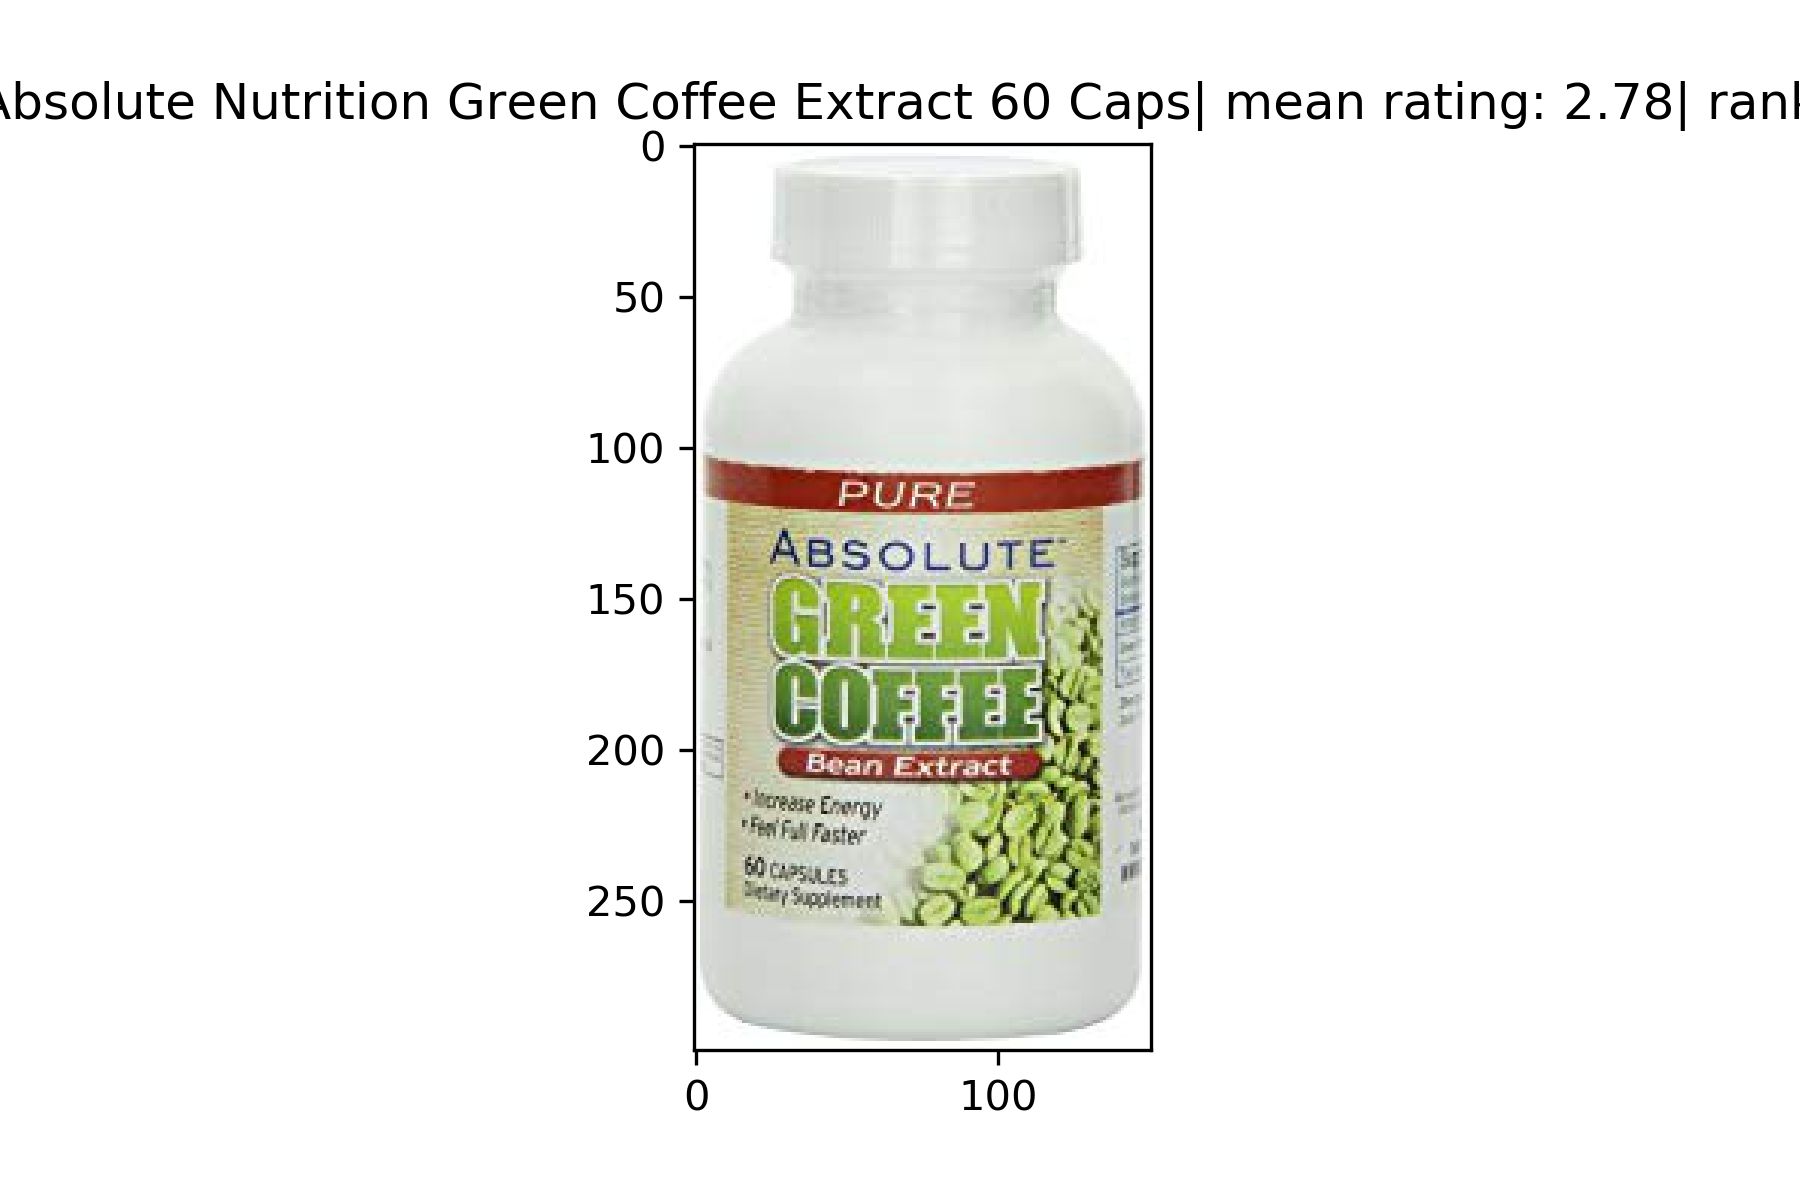 Absolute Nutrition Green Coffee Extract 60 Caps| mean rating: 2.78| rank
0
50
100
150
200
250
PURE
ABSOLUTE
GREEN
COFFEE
Bean Extract
• Increase Energy
• Feel Full Faster
60 CAPSULES
Dietary Supplement
0
100